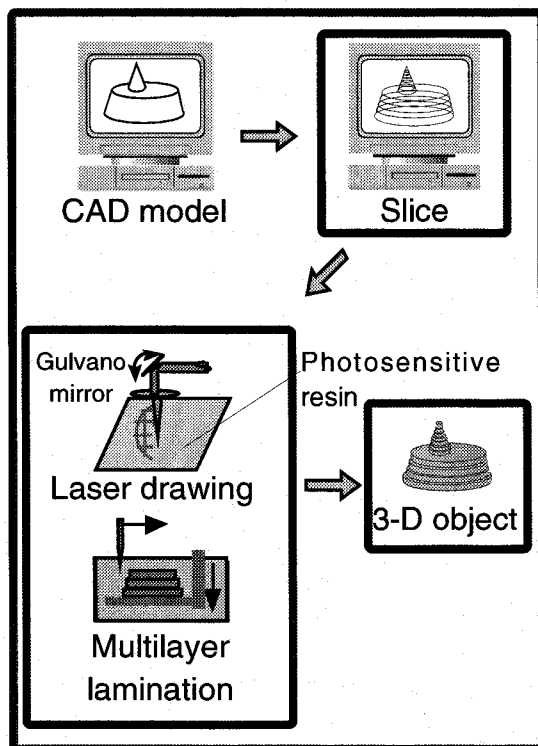 CAD model
Slice
Gulvano
mirror
Photosensitive
resin
Laser drawing
3-D object
Multilayer
lamination